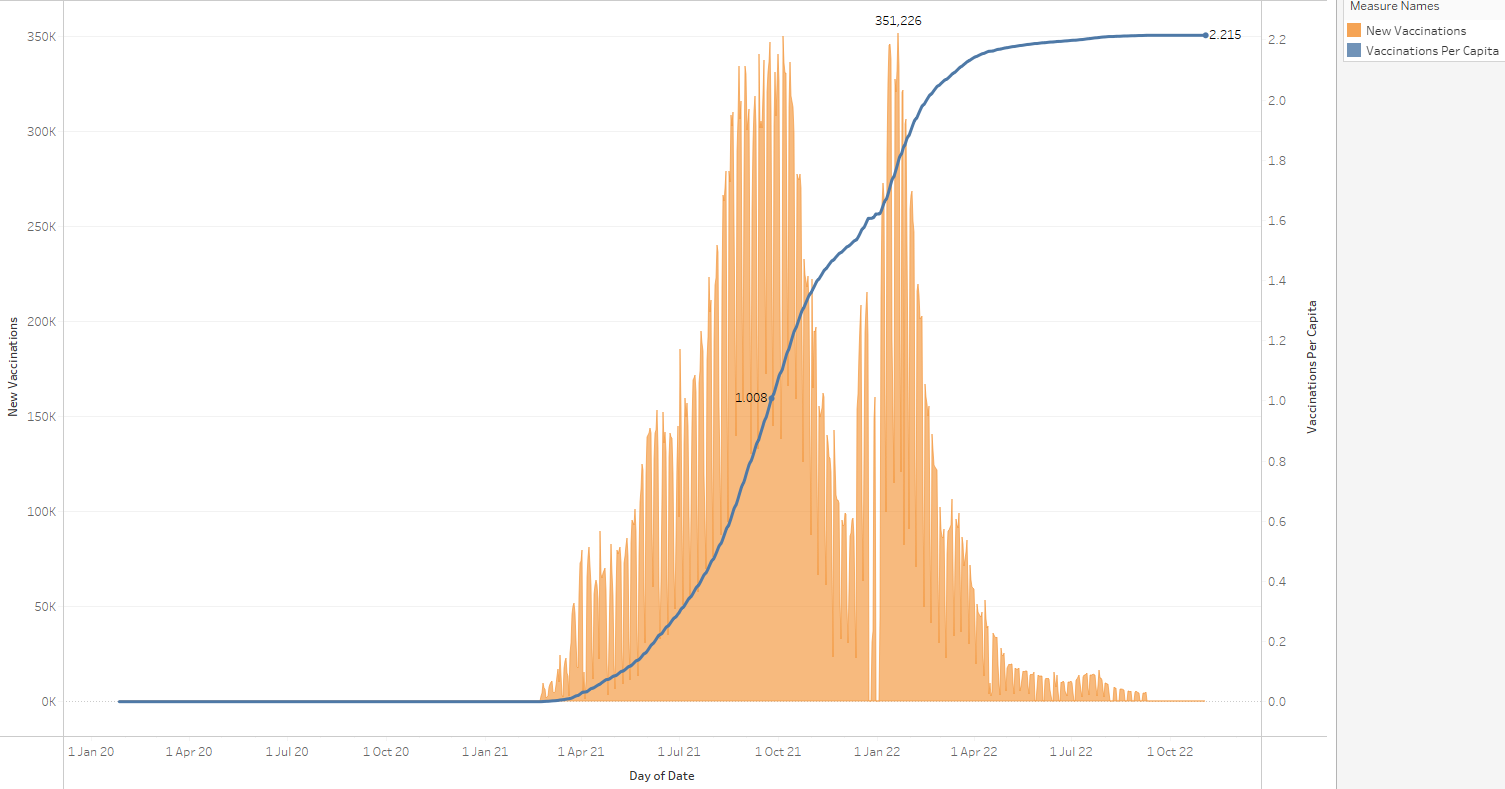 Measure Names
New Vaccinations
Vaccinations Per Capita
351,226
2.215
1.008
350K
300K
250K
200K
150K
100K
50K
0K
New Vaccinations
2.2
2.0
1.8
1.6
1.4
1.2
1.0
0.8
0.6
0.4
0.2
0.0
Vaccinations Per Capita
1 Jan 20 1 Apr 20 1 Jul 20 1 Oct 20 1 Jan 21 1 Apr 21 1 Jul 21 1 Oct 21 1 Jan 22 1 Apr 22 1 Jul 22 1 Oct 22
Day of Date